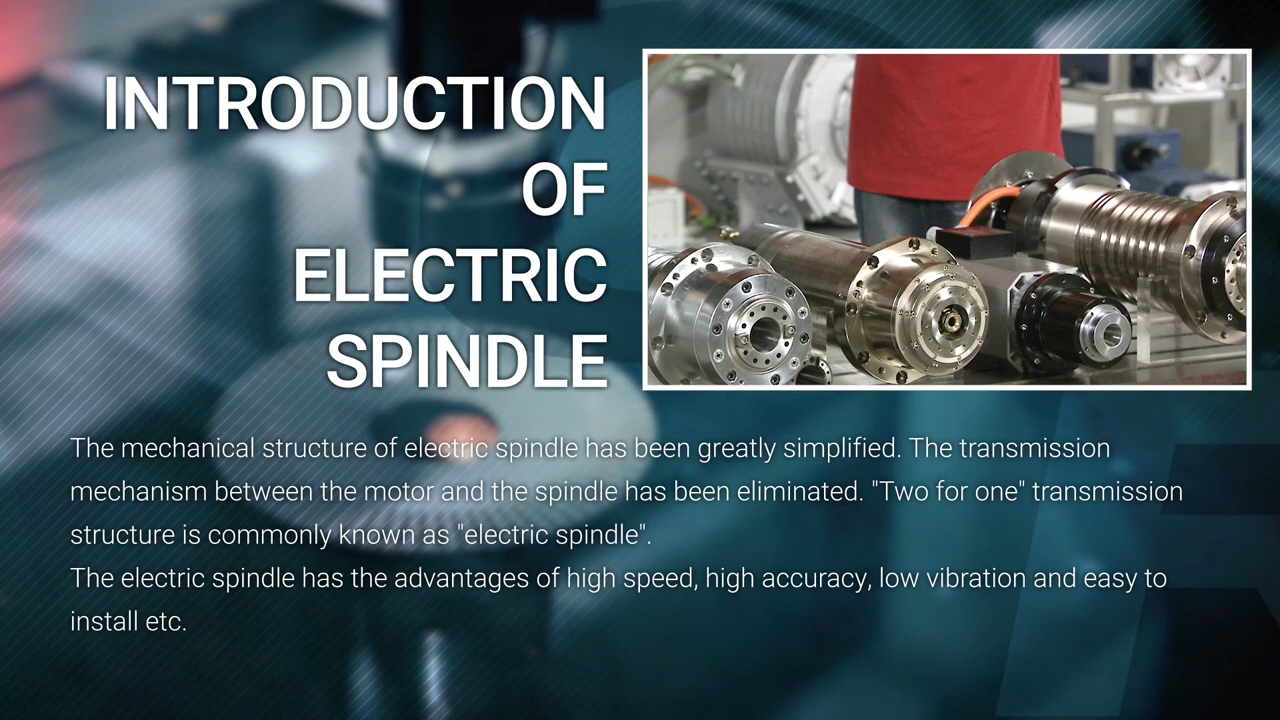 INTRODUCTION
OF
ELECTRIC
SPINDLE
The mechanical structure of electric spindle has been greatly simplified. The transmission
mechanism between the motor and the spindle has been eliminated. "Two for one" transmission
structure is commonly known as "electric spindle".
The electric spindle has the advantages of high speed, high accuracy, low vibration and easy to
install etc.